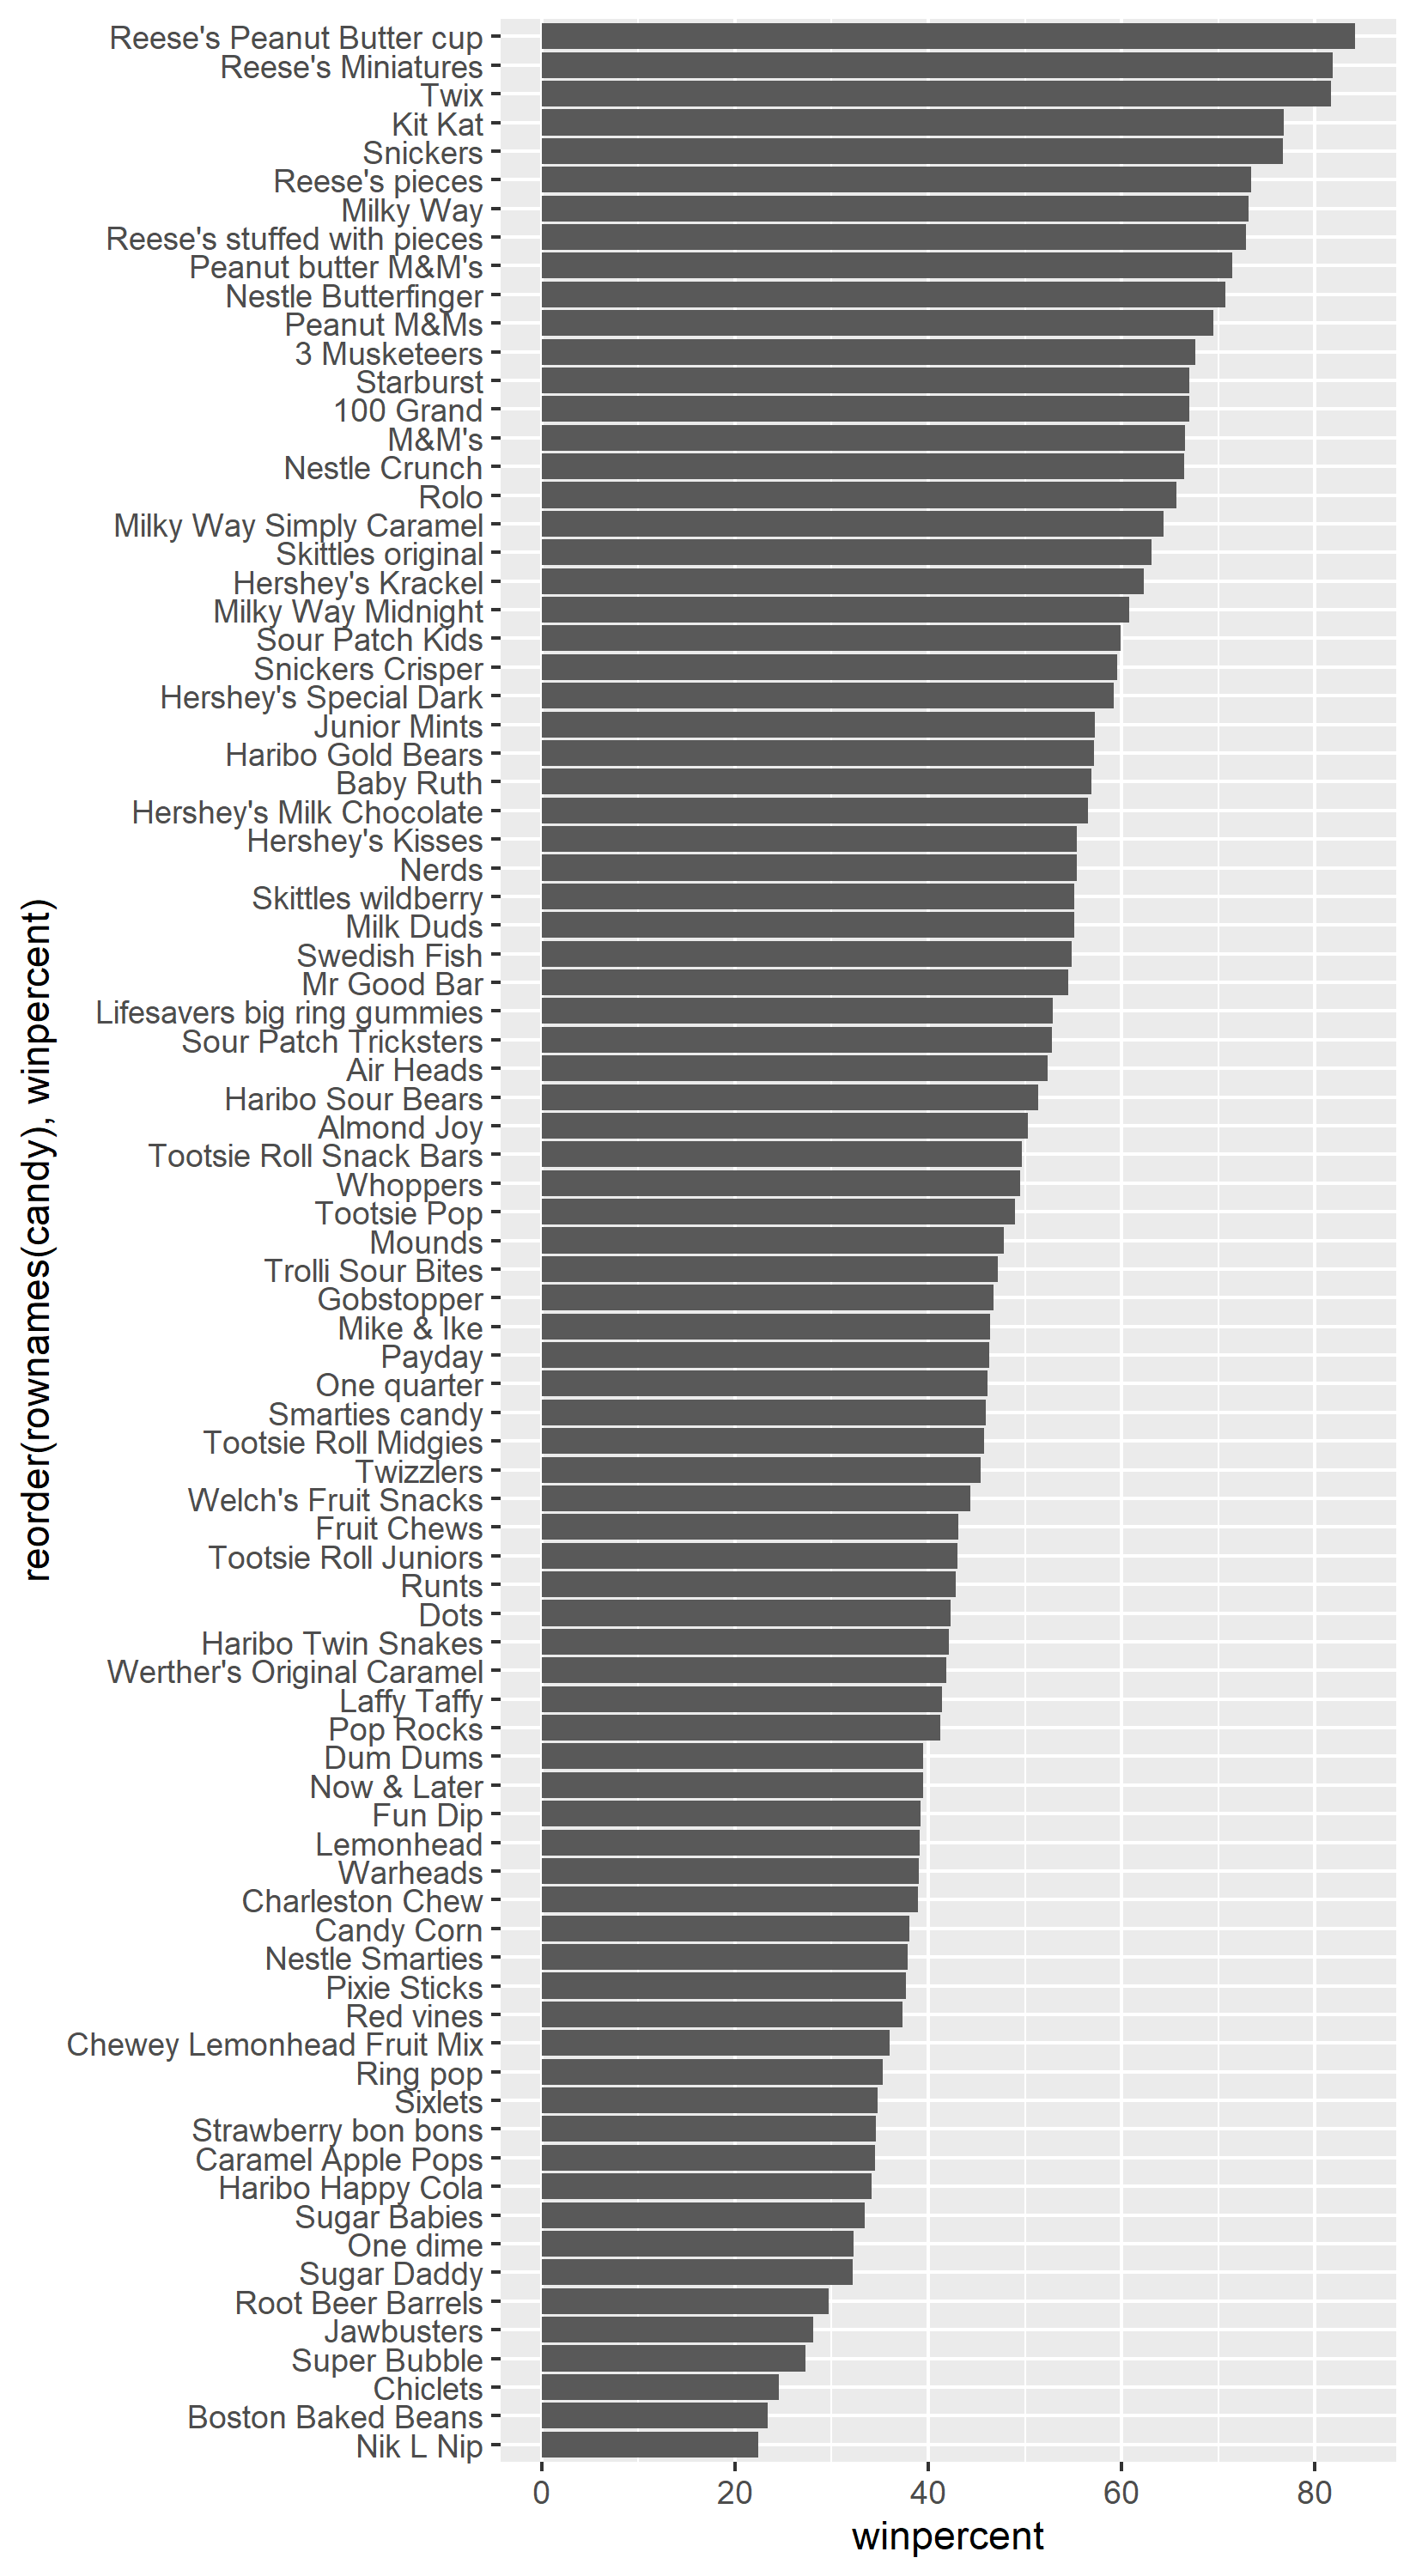 Reese's Peanut Butter cup
Reese's Miniatures
Twix
Kit Kat
Snickers
Reese's pieces
Milky Way
Reese's stuffed with pieces
Peanut butter M&M's
Nestle Butterfinger
Peanut M&Ms
3 Musketeers
Starburst
100 Grand
M&M's
Nestle Crunch
Rolo
Milky Way Simply Caramel
Skittles original
Hershey's Krackel
Milky Way Midnight
Sour Patch Kids
Snickers Crisper
Hershey's Special Dark
Junior Mints
Haribo Gold Bears
Baby Ruth
Hershey's Milk Chocolate
Hershey's Kisses
Nerds
Skittles wildberry
Milk Duds
Swedish Fish
Mr Good Bar
Lifesavers big ring gummies
Sour Patch Tricksters
Air Heads
Haribo Sour Bears
Almond Joy
Tootsie Roll Snack Bars
Whoppers
Tootsie Pop
Mounds
Trolli Sour Bites
Gobstopper
Mike & Ike
Payday
One quarter
Smarties candy
Tootsie Roll Midgies
Twizzlers
Welch's Fruit Snacks
Fruit Chews
Tootsie Roll Juniors
Runts
Dots
Haribo Twin Snakes
Werther's Original Caramel
Laffy Taffy
Pop Rocks
Dum Dums
Now & Later
Fun Dip
Lemonhead
Warheads
Charleston Chew
Candy Corn
Nestle Smarties
Pixie Sticks
Red vines
Chewey Lemonhead Fruit Mix
Ring pop
Sixlets
Strawberry bon bons
Caramel Apple Pops
Haribo Happy Cola
Sugar Babies
One dime
Sugar Daddy
Root Beer Barrels
Jawbusters
Super Bubble
Chiclets
Boston Baked Beans
Nik L Nip
reorder(rownames(candy), winpercent)
0 20 40 60 80
winpercent